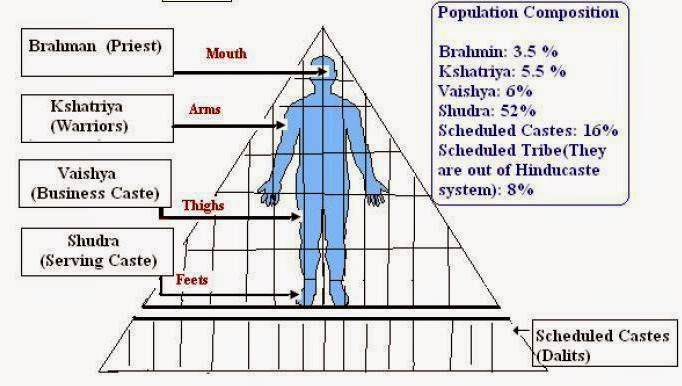 Population Composition
Brahmin: 3.5 %
Kshatriya: 5.5 %
Vaishya: 6%
Shudra: 52%
Scheduled Castes: 16%
Scheduled Tribe(They
are out of Hinducaste
system): 8%
Brahman (Priest)
Mouth
Kshatriya
(Warriors)
Arms
Vaishya
(Business Caste)
Thighs
Shudra
(Serving Caste)
Feets
Scheduled Castes
(Dalits)